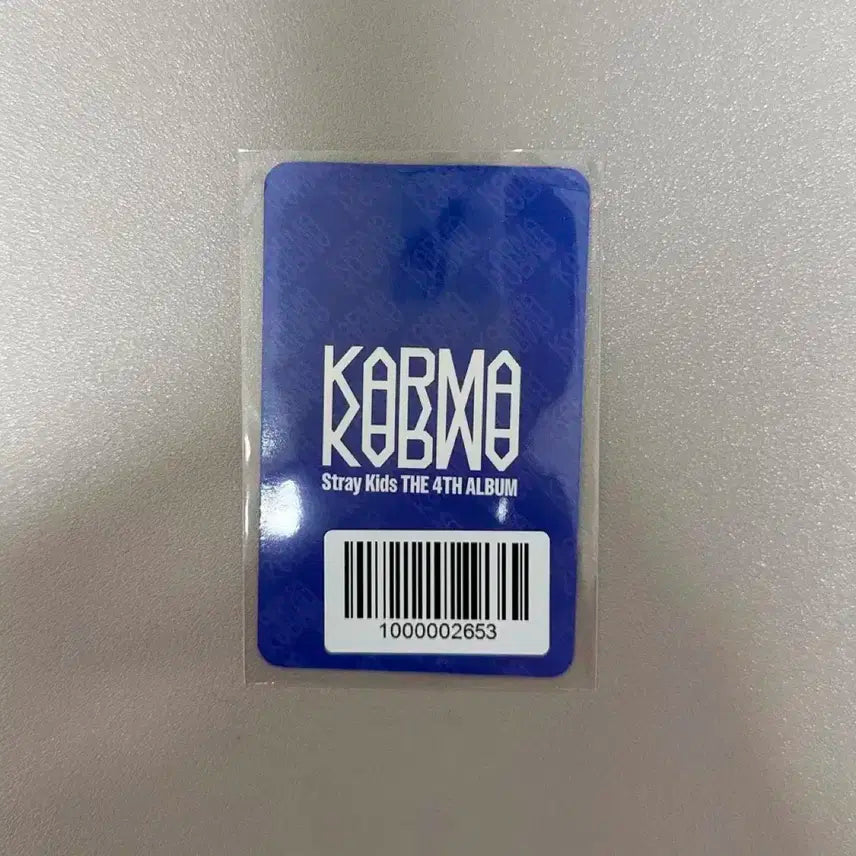 KARMA
Stray Kids THE 4TH ALBUM
1000002653